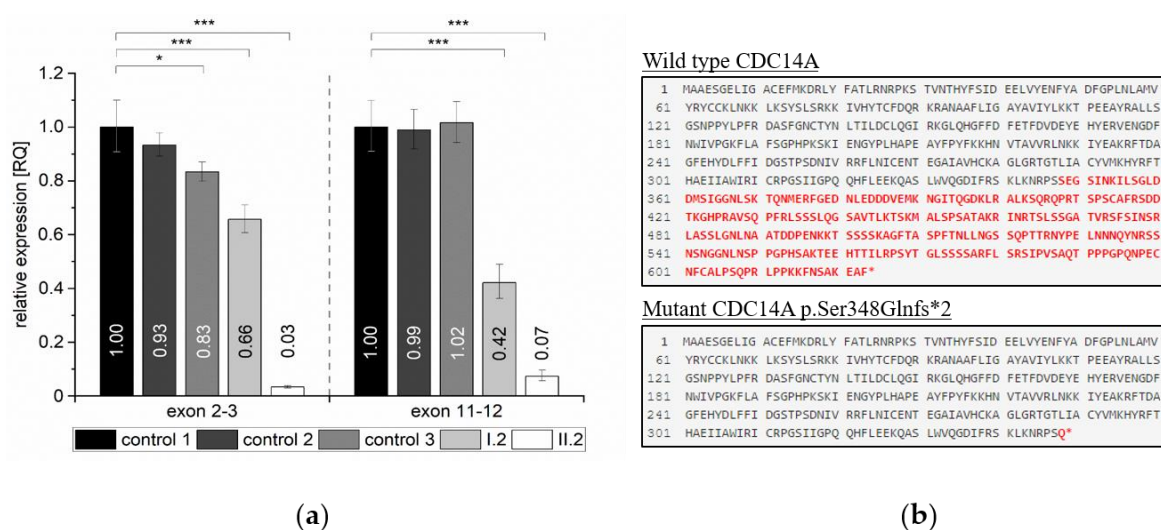 ***
***
***
***
*
1.2
1.0
0.8
0.6
0.4
0.2
0
relative expression [RQ]
1.00
0.93
0.83
0.66
0.03
1.00
0.99
1.02
0.42
0.07
exon 2-3
exon 11-12
control 1 control 2 control 3 I.2 II.2
(a)
Wild type CDC14A
1 MAAESGELIG ACEFMKDRLY FATLRNRPKS TVNTHYFSID EELVYENFYA DFGPLNLAMV
61 YRYCCKLNKK LKSYSLSRKK IVHYTCFDQR KRANAAFLIG AYAVIYLKKT PEEAYRALLS
121 GSNPPYLPFR DASFGNCTYN LTILDCLQGI RKGLQHGFFD FETFDVDEYE HYERVENGDF
181 NWIVPGKFLA FSGPHPKSKI ENGYPLHAPE AYFPYFKKHN VTAVVRLNKK IYEAKRFTDA
241 GFEHYDLFFI DGSTPSDNIV RRFLNICENT EGAIAVHCKA GLGRTGTLIA CYVMKHYRFT
301 HAEIIAWIRI CRPGSIIGPQ QHFLEEKQAS LWVQGDIFRS KLKNRPSSEG SINKILSGLD
361 DMSIGGNLSK TQNMERFGED NLEDDDVEMK NGITQGDKLR ALKSQRQPRT SPSCAFRSDD
421 TKGHPRAVSQ PFRLSSSLQG SAVTLKTSKM ALSPSATAKR INRTSLSSGA TVRSFSINSR
481 LASSLGNLNA ATDDPENKKT SSSSKAGFTA SPFTNLLNGS SQPTTRNYPE LNNNQYNRSS
541 NSNGGNLNSP PGPHSAKTEE HTTILRPSYT GLSSSSARFL SRSIPVSAQT PPPGPQNPEC
601 NFCALPSQPR LPPKKFNSAK EAF*
Mutant CDC14A p.Ser348Glnfs*2
1 MAAESGELIG ACEFMKDRLY FATLRNRPKS TVNTHYFSID EELVYENFYA DFGPLNLAMV
61 YRYCCKLNKK LKSYSLSRKK IVHYTCFDQR KRANAAFLIG AYAVIYLKKT PEEAYRALLS
121 GSNPPYLPFR DASFGNCTYN LTILDCLQGI RKGLQHGFFD FETFDVDEYE HYERVENGDF
181 NWIVPGKFLA FSGPHPKSKI ENGYPLHAPE AYFPYFKKHN VTAVVRLNKK IYEAKRFTDA
241 GFEHYDLFFI DGSTPSDNIV RRFLNICENT EGAIAVHCKA GLGRTGTLIA CYVMKHYRFT
301 HAEIIAWIRI CRPGSIIGPQ QHFLEEKQAS LWVQGDIFRS KLKNRPSQ*
(b)